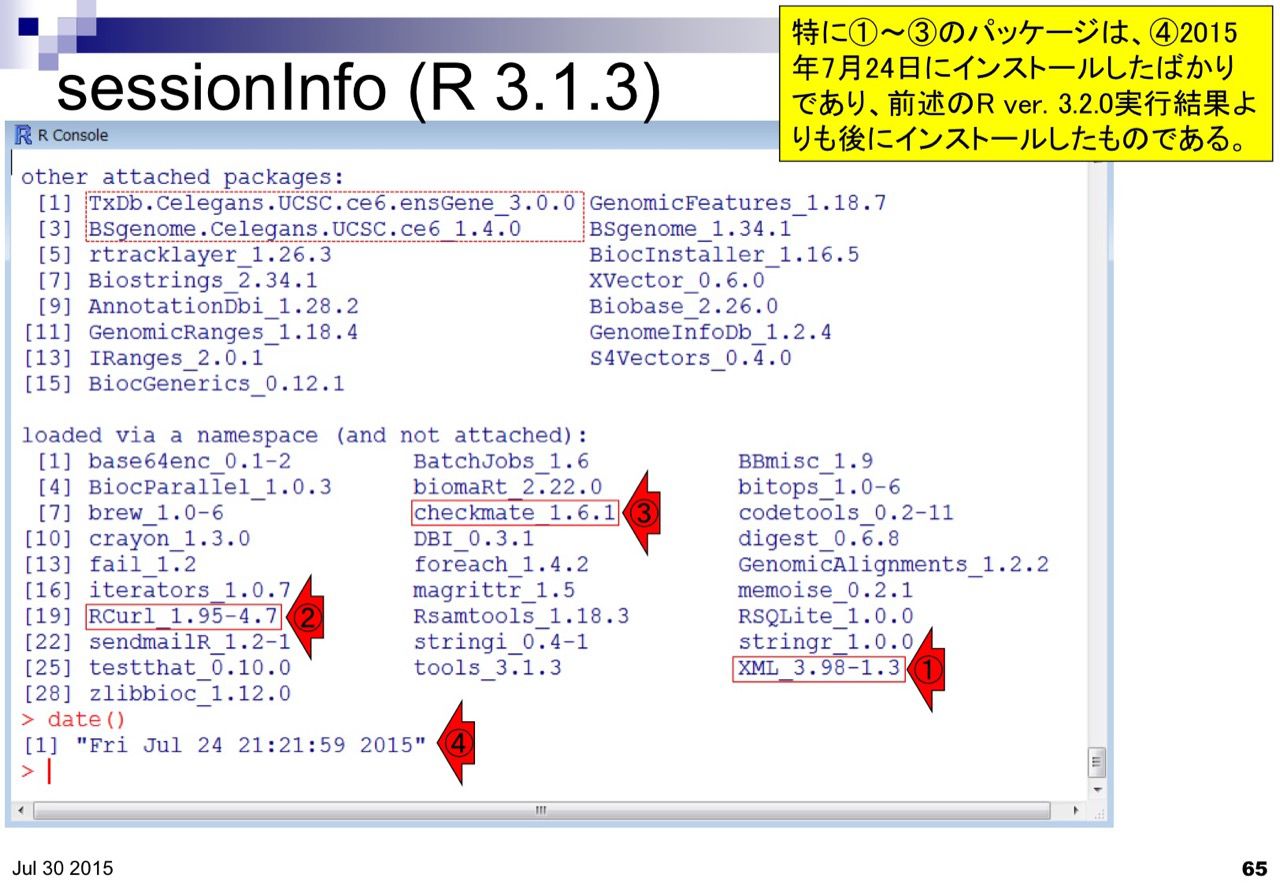 特に①～③のパッケージは、④2015
年7月24日にインストールしたばかり
であり、前述のR ver. 3.2.0実行結果よ
りも後にインストールしたものである。
sessionInfo (R 3.1.3)
R Console
other attached packages:
[1] TxDb.Celegans.UCSC.ce6.ensGene_3.0.0 GenomicFeatures_1.18.7
[3] BSgenome.Celegans.UCSC.ce6_1.4.0 BSgenome_1.34.1
[5] rtracklayer_1.26.3 BiocInstaller_1.16.5
[7] Biostrings_2.34.1 XVector_0.6.0
[9] AnnotationDbi_1.28.2 Biobase_2.26.0
[11] GenomicRanges_1.18.4 GenomeInfoDb_1.2.4
[13] IRanges_2.0.1 S4Vectors_0.4.0
[15] BiocGenerics_0.12.1
loaded via a namespace (and not attached):
[1] base64enc_0.1-2 BatchJobs_1.6 BBmisc_1.9
[4] BiocParallel_1.0.3 biomaRt_2.22.0 bitops_1.0-6
[7] brew_1.0-6 checkmate_1.6.1 ③ codetools_0.2-11
[10] crayon_1.3.0 DBI_0.3.1 digest_0.6.8
[13] fail_1.2 foreach_1.4.2 GenomicAlignments_1.2.2
[16] iterators_1.0.7 magrittr_1.5 memoise_0.2.1
[19] RCurl_1.95-4.7 ② Rsamtools_1.18.3 RSQLite_1.0.0
[22] sendmailR_1.2-1 stringi_0.4-1 stringr_1.0.0
[25] testthat_0.10.0 tools_3.1.3 XML_3.98-1.3 ①
[28] zlibbioc_1.12.0
> date()
[1] "Fri Jul 24 21:21:59 2015" ④
>
Jul 30 2015
65